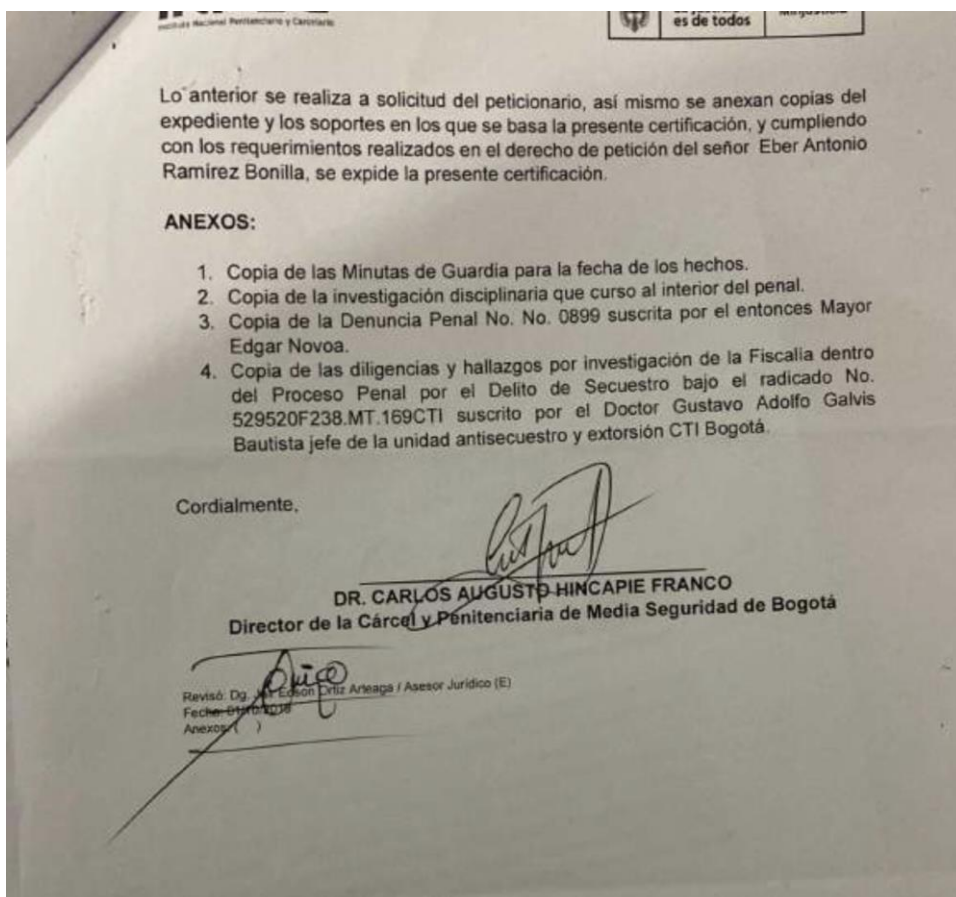 Instituto Nacional Penitenciario y Carcelario
es de todos
Lo anterior se realiza a solicitud del peticionario, así mismo se anexan copias del
expediente y los soportes en los que se basa la presente certificación, y cumpliendo
con los requerimientos realizados en el derecho de petición del señor Eber Antonio
Ramirez Bonilla, se expide la presente certificación.
ANEXOS:
1. Copia de las Minutas de Guardia para la fecha de los hechos.
2. Copia de la investigación disciplinaria que curso al interior del penal.
3. Copia de la Denuncia Penal No. No. 0899 suscrita por el entonces Mayor
Edgar Novoa.
4. Copia de las diligencias y hallazgos por investigación de la Fiscalia dentro
del Proceso Penal por el Delito de Secuestro bajo el radicado No.
529520F238.MT.169CTI suscrito por el Doctor Gustavo Adolfo Galvis
Bautista jefe de la unidad antisecuestro y extorsión CTI Bogotá.
Cordialmente,
DR. CARLOS AUGUSTO HINCAPIE FRANCO
Director de la Cárcel y Penitenciaria de Media Seguridad de Bogotá
Revisó: Dg. Edson Ortiz Arteaga / Asesor Juridico (E)
Fecha:
Anexos: ( )